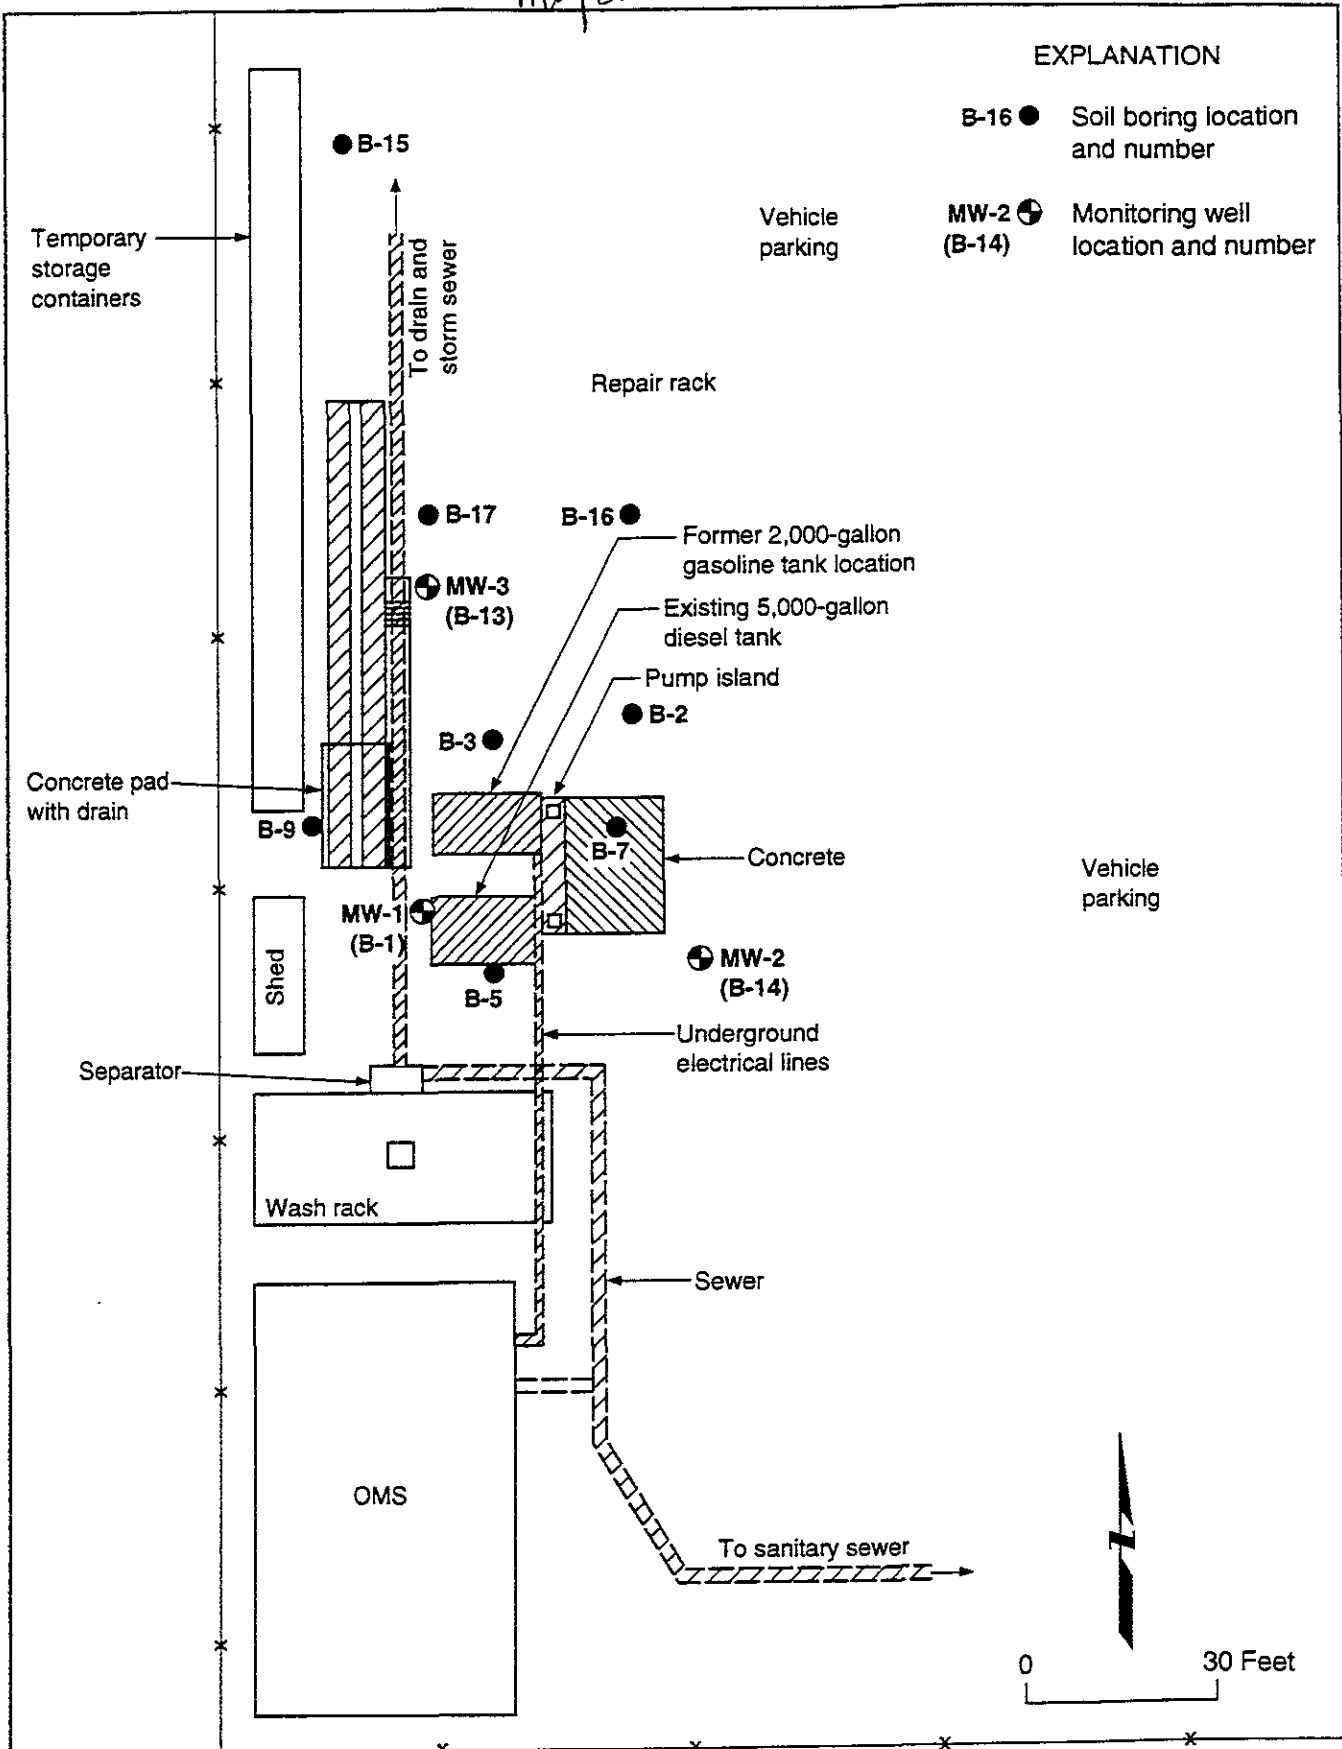 EXPLANATION
B-16 Soil boring location
and number
MW-2 Monitoring well
(B-14) location and number
B-15
Vehicle
parking
Temporary
storage
containers
To drain and
storm sewer
Repair rack
B-17
B-16
Former 2,000-gallon
gasoline tank location
MW-3
(B-13)
Existing 5,000-gallon
diesel tank
Pump island
B-2
B-3
Concrete pad
with drain
B-9
B-7
Concrete
Vehicle
parking
MW-1
(B-1)
MW-2
(B-14)
Shed
B-5
Underground
electrical lines
Separator
Wash rack
Sewer
OMS
To sanitary sewer
Z
0 30 Feet